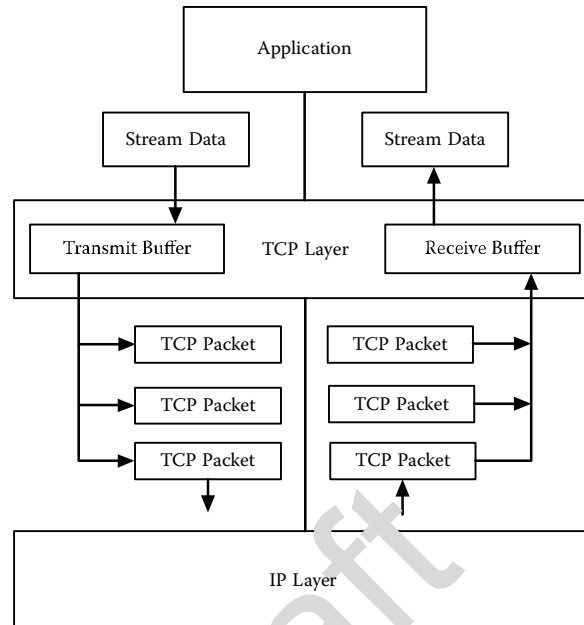 Application
Stream Data
Stream Data
Transmit Buffer
TCP Layer
Receive Buffer
TCP Packet
TCP Packet
TCP Packet
TCP Packet
TCP Packet
TCP Packet
IP Layer